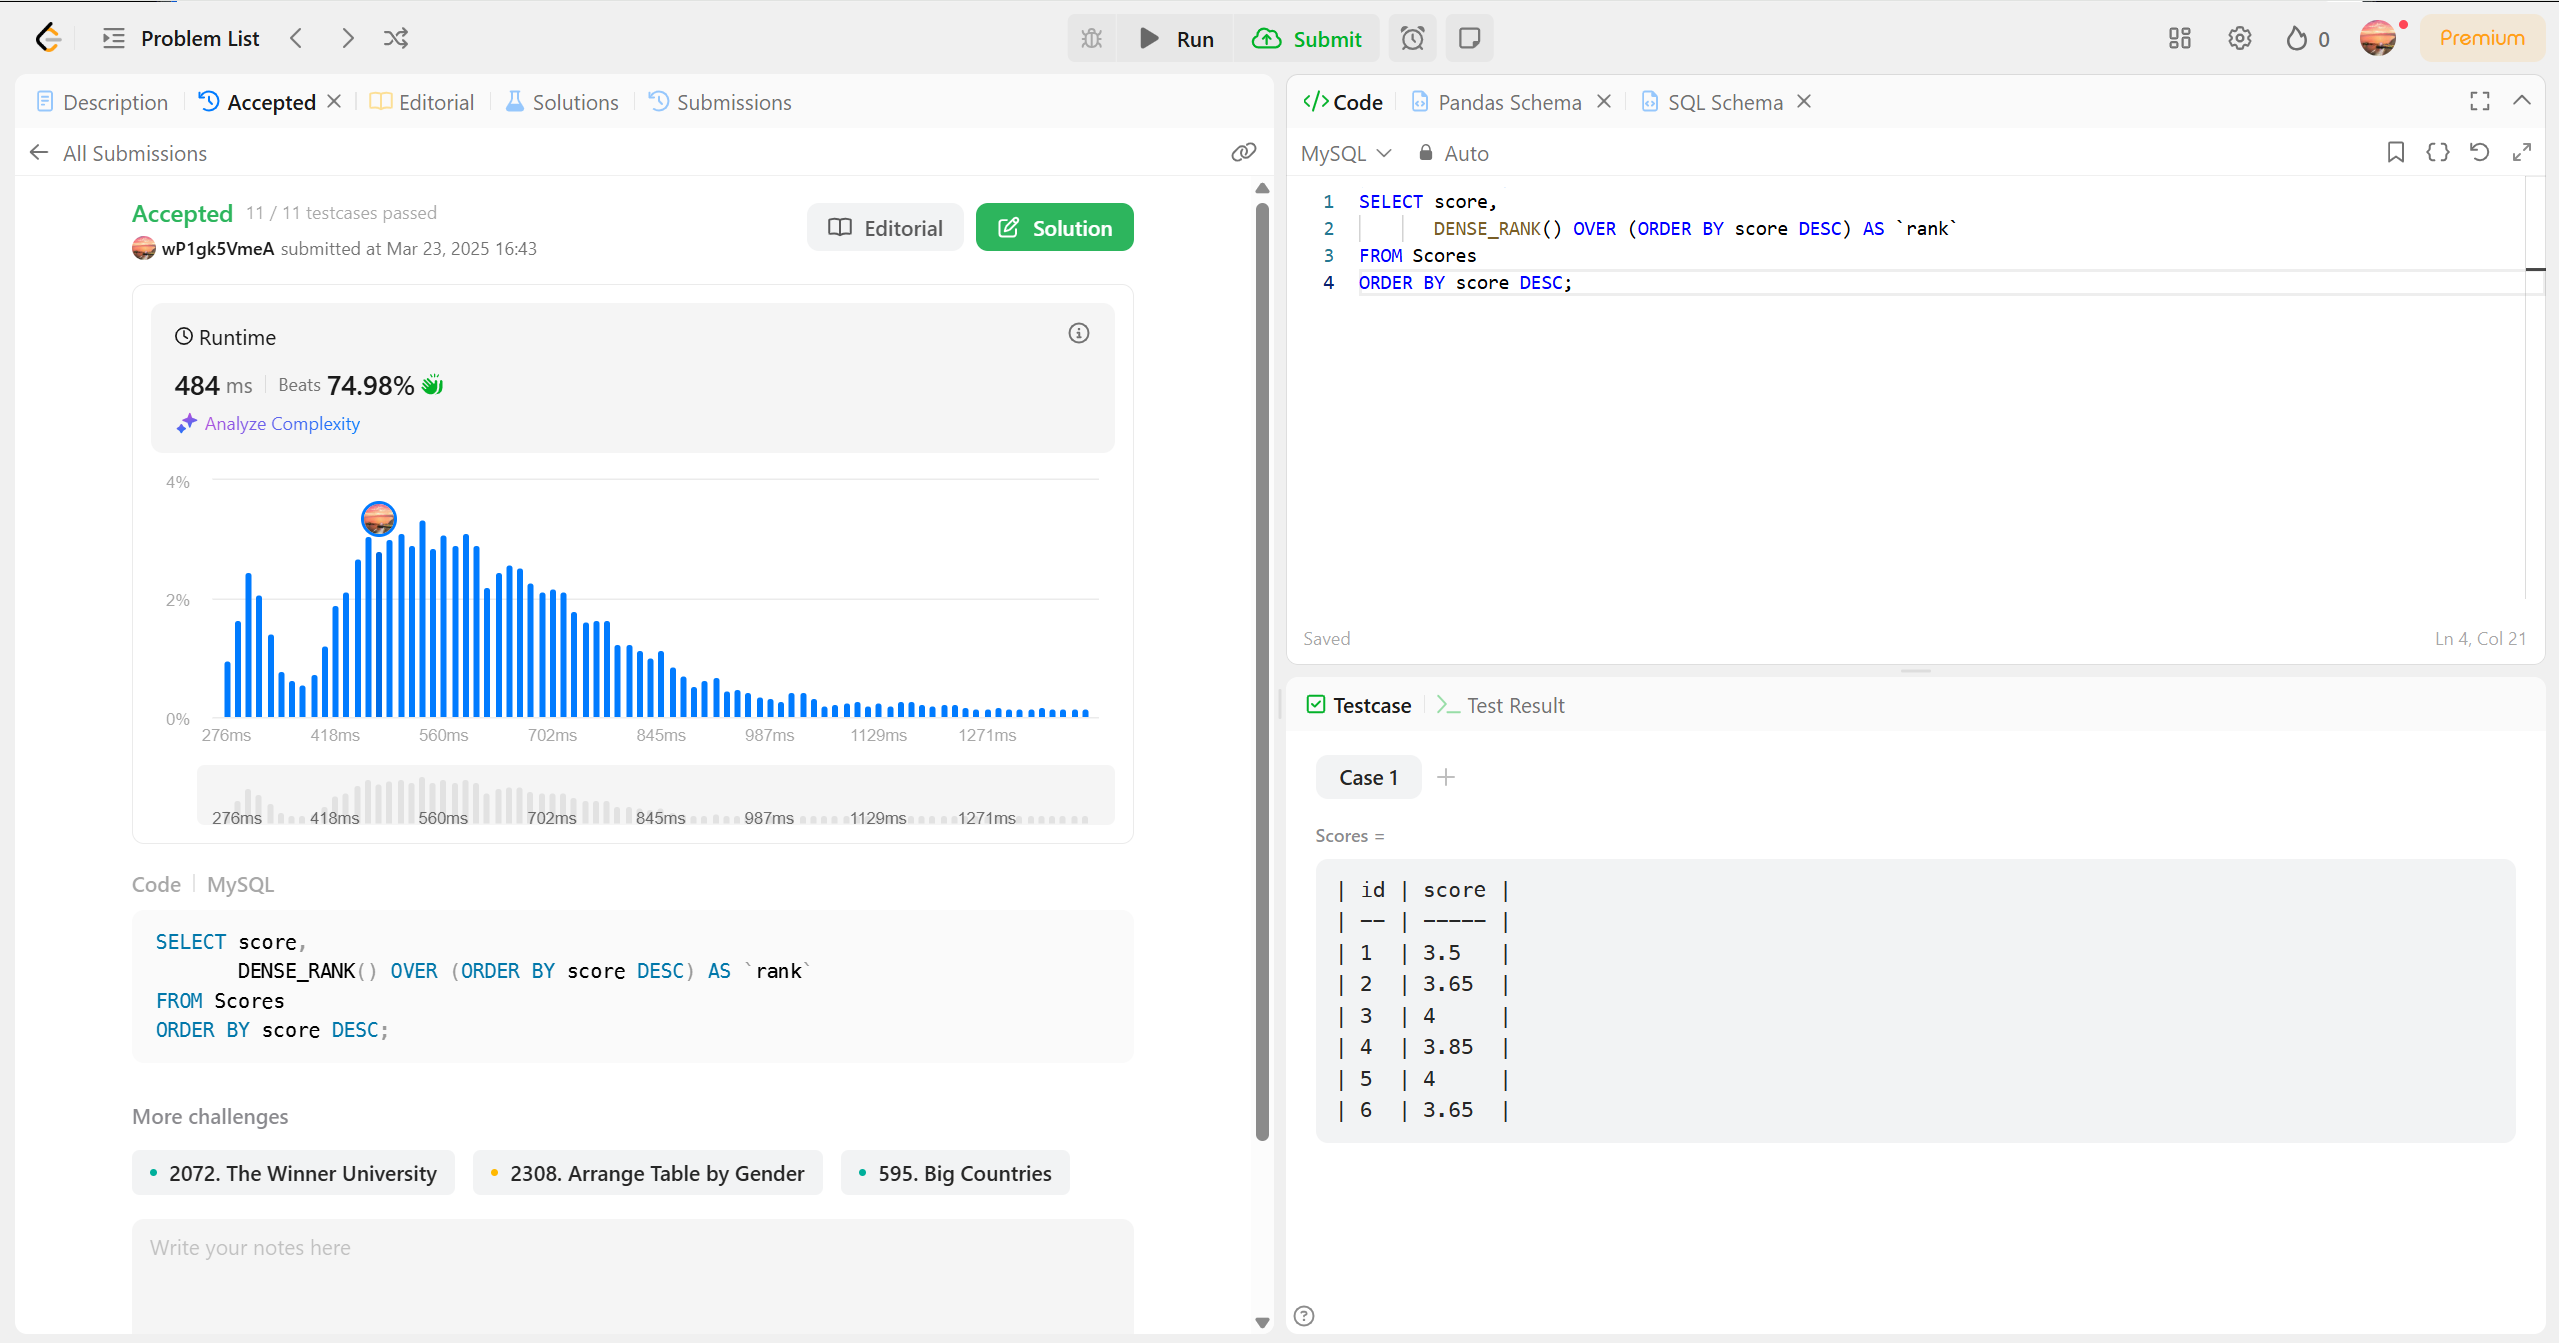 Problem List
Run
Submit
0
Premium
Description
Accepted
Editorial
Solutions
Submissions
All Submissions
Accepted 11 / 11 testcases passed
wP1gk5VmeA submitted at Mar 23, 2025 16:43
Editorial
Solution
Runtime
484 ms Beats 74.98%
Analyze Complexity
4%
2%
0%
276ms 418ms 560ms 702ms 845ms 987ms 1129ms 1271ms
276ms 418ms 560ms 702ms 845ms 987ms 1129ms 1271ms
Code MySQL
SELECT score,
DENSE_RANK() OVER (ORDER BY score DESC) AS `rank`
FROM Scores
ORDER BY score DESC;
More challenges
2072. The Winner University
2308. Arrange Table by Gender
595. Big Countries
Write your notes here
</> Code
Pandas Schema
SQL Schema
MySQL
Auto
1 SELECT score,
2 DENSE_RANK() OVER (ORDER BY score DESC) AS `rank`
3 FROM Scores
4 ORDER BY score DESC;
Saved
Ln 4, Col 21
Testcase
Test Result
Case 1
Scores =
| id | score |
| -- | ----- |
| 1 | 3.5 |
| 2 | 3.65 |
| 3 | 4 |
| 4 | 3.85 |
| 5 | 4 |
| 6 | 3.65 |